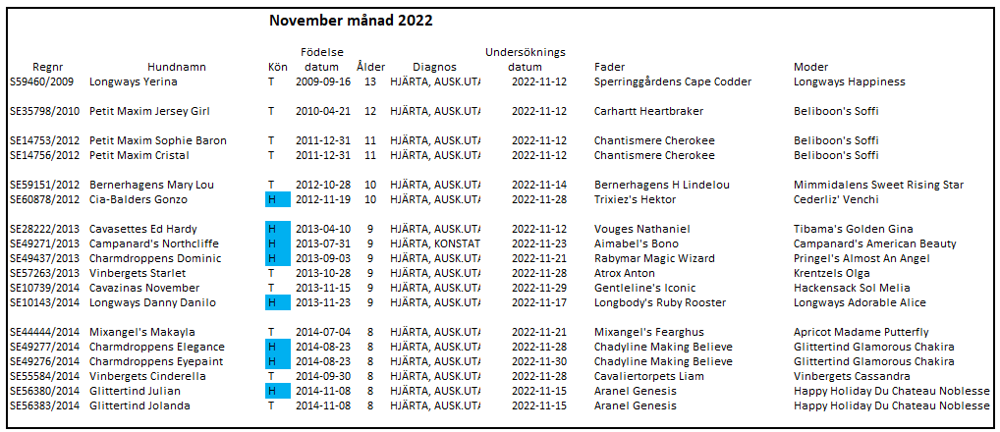 November månad 2022
Födelse Undersöknings
Regnr Hundnamn Kön datum Ålder Diagnos datum Fader Moder
S59460/2009 Longways Yerina T 2009-09-16 13 HJÄRTA, AUSK.UTA 2022-11-12 Sperringgårdens Cape Codder Longways Happiness
SE35798/2010 Petit Maxim Jersey Girl T 2010-04-21 12 HJÄRTA, AUSK.UTA 2022-11-12 Carhartt Heartbraker Beliboon's Soffi
SE14753/2012 Petit Maxim Sophie Baron T 2011-12-31 11 HJÄRTA, AUSK.UTA 2022-11-12 Chantismere Cherokee Beliboon's Soffi
SE14756/2012 Petit Maxim Cristal T 2011-12-31 11 HJÄRTA, AUSK.UTA 2022-11-12 Chantismere Cherokee Beliboon's Soffi
SE59151/2012 Bernerhagens Mary Lou T 2012-10-28 10 HJÄRTA, AUSK.UTA 2022-11-14 Bernerhagens H Lindelou Mimmidalens Sweet Rising Star
SE60878/2012 Cia-Balders Gonzo H 2012-11-19 10 HJÄRTA, AUSK.UTA 2022-11-28 Trixiez's Hektor Cederliz' Venchi
SE28222/2013 Cavasettes Ed Hardy H 2013-04-10 9 HJÄRTA, AUSK.UTA 2022-11-12 Vouges Nathaniel Tibama's Golden Gina
SE49271/2013 Campanard's Northcliffe H 2013-07-31 9 HJÄRTA, KONSTAT 2022-11-23 Aimabel's Bono Campanard's American Beauty
SE49437/2013 Charmdroppens Dominic H 2013-09-03 9 HJÄRTA, AUSK.UTA 2022-11-21 Rabymar Magic Wizard Pringel's Almost An Angel
SE57263/2013 Vinbergets Starlet T 2013-10-28 9 HJÄRTA, AUSK.UTA 2022-11-28 Atrox Anton Krentzels Olga
SE10739/2014 Cavazinas November T 2013-11-15 9 HJÄRTA, AUSK.UTA 2022-11-29 Gentleline's Iconic Hackensack Sol Melia
SE10143/2014 Longways Danny Danilo H 2013-11-23 9 HJÄRTA, AUSK.UTA 2022-11-17 Longbody's Ruby Rooster Longways Adorable Alice
SE44444/2014 Mixangel's Makayla T 2014-07-04 8 HJÄRTA, AUSK.UTA 2022-11-21 Mixangel's Fearghus Apricot Madame Putterfly
SE49277/2014 Charmdroppens Elegance H 2014-08-23 8 HJÄRTA, AUSK.UTA 2022-11-28 Chadyline Making Believe Glittertind Glamorous Chakira
SE49276/2014 Charmdroppens Eyepaint H 2014-08-23 8 HJÄRTA, AUSK.UTA 2022-11-30 Chadyline Making Believe Glittertind Glamorous Chakira
SE55584/2014 Vinbergets Cinderella T 2014-09-30 8 HJÄRTA, AUSK.UTA 2022-11-28 Cavaliertorpets Liam Vinbergets Cassandra
SE56380/2014 Glittertind Julian H 2014-11-08 8 HJÄRTA, AUSK.UTA 2022-11-15 Aranel Genesis Happy Holiday Du Chateau Noblesse
SE56383/2014 Glittertind Jolanda T 2014-11-08 8 HJÄRTA, AUSK.UTA 2022-11-15 Aranel Genesis Happy Holiday Du Chateau Noblesse